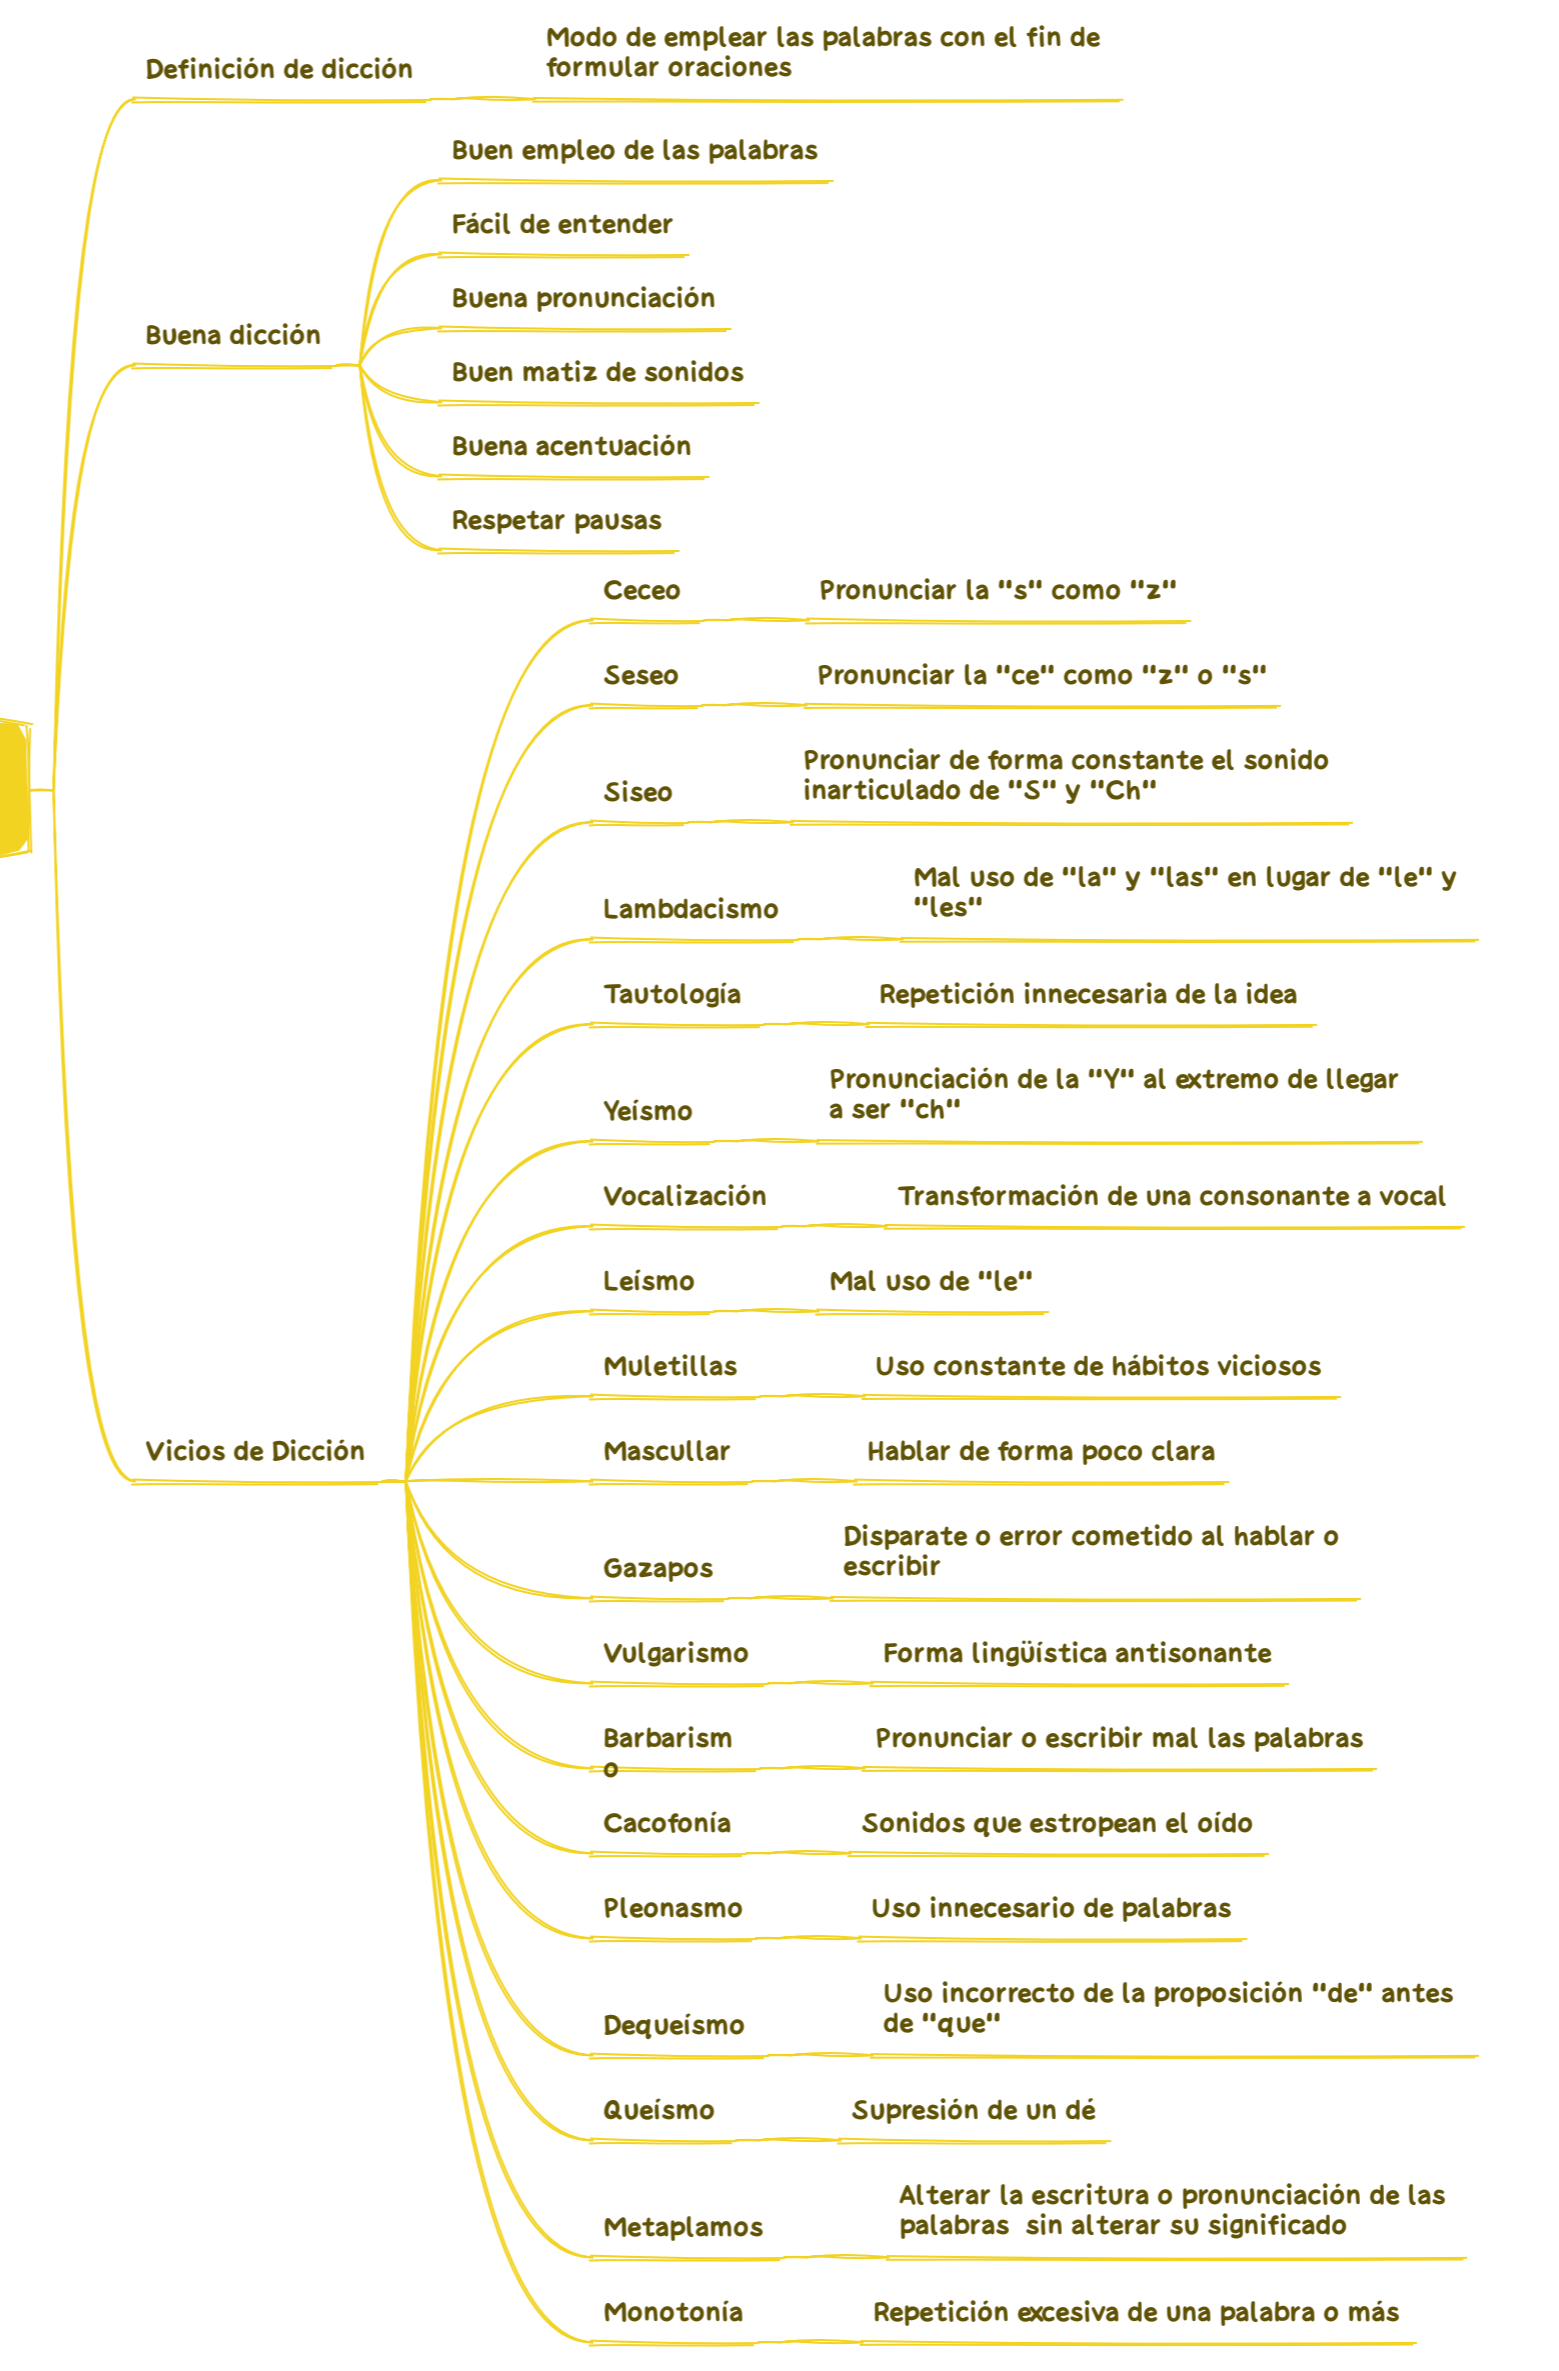 Definición de dicción
Modo de emplear las palabras con el fin de
formular oraciones
Buena dicción
Buen empleo de las palabras
Fácil de entender
Buena pronunciación
Buen matiz de sonidos
Buena acentuación
Respetar pausas
Vicios de Dicción
Ceceo
Pronunciar la "s" como "z"
Seseo
Pronunciar la "ce" como "z" o "s"
Siseo
Pronunciar de forma constante el sonido
inarticulado de "S" y "Ch"
Lambdacismo
Mal uso de "la" y "las" en lugar de "le" y
"les"
Tautología
Repetición innecesaria de la idea
Yeísmo
Pronunciación de la "Y" al extremo de llegar
a ser "ch"
Vocalización
Transformación de una consonante a vocal
Leísmo
Mal uso de "le"
Muletillas
Uso constante de hábitos viciosos
Mascullar
Hablar de forma poco clara
Gazapos
Disparate o error cometido al hablar o
escribir
Vulgarismo
Forma lingüística antisonante
Barbarism
o
Pronunciar o escribir mal las palabras
Cacofonía
Sonidos que estropean el oído
Pleonasmo
Uso innecesario de palabras
Dequeísmo
Uso incorrecto de la proposición "de" antes
de "que"
Queísmo
Supresión de un dé
Metaplamos
Alterar la escritura o pronunciación de las
palabras  sin alterar su significado
Monotonía
Repetición excesiva de una palabra o más